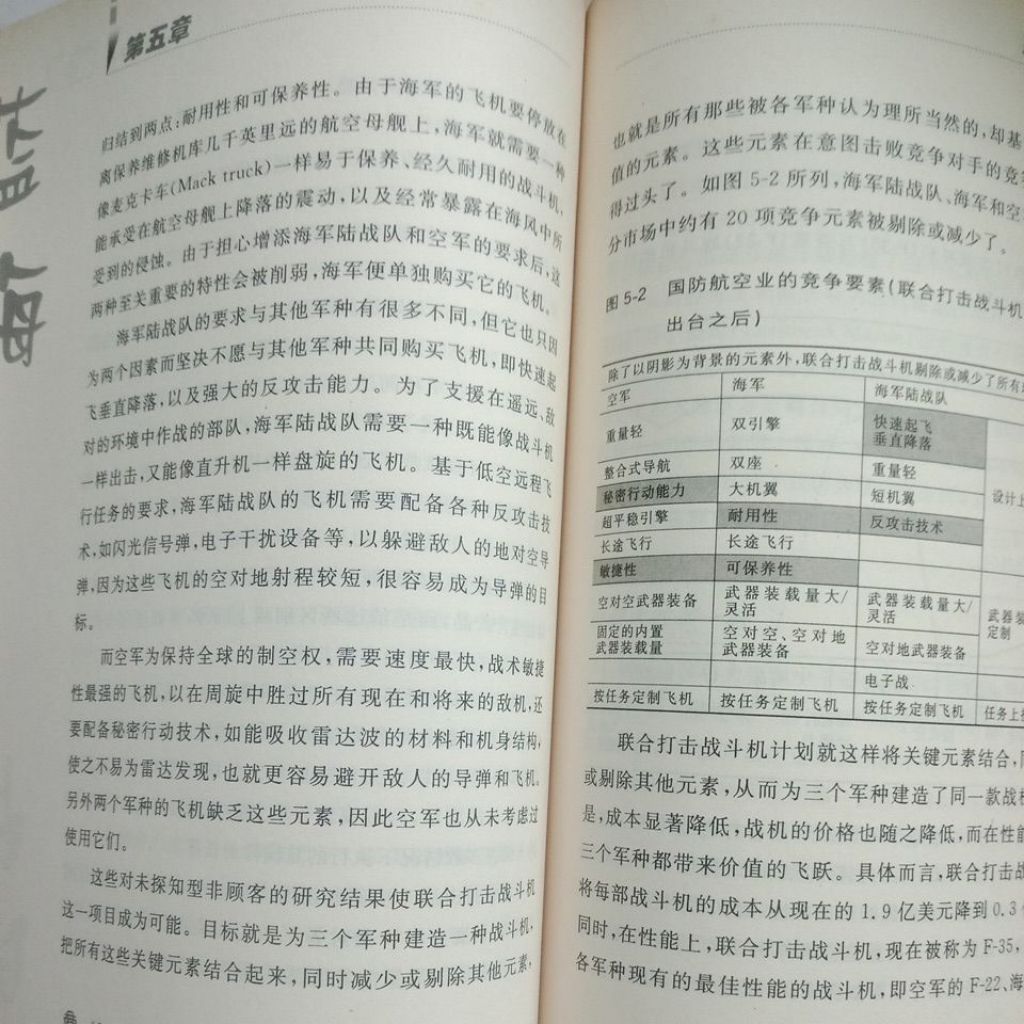 第五章
蓝海
归结到两点:耐用性和可保养性。由于海军的飞机要停放在
离保养维修机库几千英里远的航空母舰上,海军就需要一种
像麦克卡车(Mack truck)一样易于保养、经久耐用的战斗机,
能承受在航空母舰上降落的震动,以及经常暴露在海风中所
受到的侵蚀。由于担心增添海军陆战队和空军的要求后,这
两种至关重要的特性会被削弱,海军便单独购买它的飞机。
海军陆战队的要求与其他军种有很多不同,但它也只因
为两个因素而坚决不愿与其他军种共同购买飞机,即快速起
飞垂直降落,以及强大的反攻击能力。为了支援在遥远、敌
对的环境中作战的部队,海军陆战队需要一种既能像战斗机
一样出击,又能像直升机一样盘旋的飞机。基于低空远程飞
行任务的要求,海军陆战队的飞机需要配备各种反攻击技
术,如闪光信号弹,电子干扰设备等,以躲避敌人的地对空导
弹,因为这些飞机的空对地射程较短,很容易成为导弹的目
标。
而空军为保持全球的制空权,需要速度最快,战术敏捷
性最强的飞机,以在周旋中胜过所有现在和将来的敌机,还
要配备秘密行动技术,如能吸收雷达波的材料和机身结构,
使之不易为雷达发现,也就更容易避开敌人的导弹和飞机。
另外两个军种的飞机缺乏这些元素,因此空军也从未考虑过
使用它们。
这些对未探知型非顾客的研究结果使联合打击战斗机
这一项目成为可能。目标就是为三个军种建造一种战斗机,
把所有这些关键元素结合起来,同时减少或剔除其他元素,
也就是所有那些被各军种认为理所当然的,却基
值的元素。这些元素在意图击败竞争对手的竞
得过头了。如图 5-2 所列,海军陆战队、海军和空
分市场中约有 20 项竞争元素被剔除或减少了。
图 5-2 国防航空业的竞争要素(联合打击战斗机
出台之后)
除了以阴影为背景的元素外,联合打击战斗机剔除或减少了所有
空军 海军 海军陆战队
重量轻 双引擎 快速起飞
垂直降落
整合式导航 双座 重量轻
设计上
秘密行动能力 大机翼 短机翼
超平稳引擎 耐用性 反攻击技术
长途飞行 长途飞行
敏捷性 可保养性
空对空武器装备 武器装载量大/
灵活 武器装载量大/
灵活
武器装
定制
固定的内置
武器装载量 空对空、空对地
武器装备 空对地武器装备
电子战
按任务定制飞机 按任务定制飞机 按任务定制飞机 任务上
联合打击战斗机计划就这样将关键元素结合,
或剔除其他元素,从而为三个军种建造了同一款战
是,成本显著降低,战机的价格也随之降低,而在性能
三个军种都带来价值的飞跃。具体而言,联合打击战
将每部战斗机的成本从现在的 1.9 亿美元降到 0.3
同时,在性能上,联合打击战斗机,现在被称为 F-35,
各军种现有的最佳性能的战斗机,即空军的 F-22、海